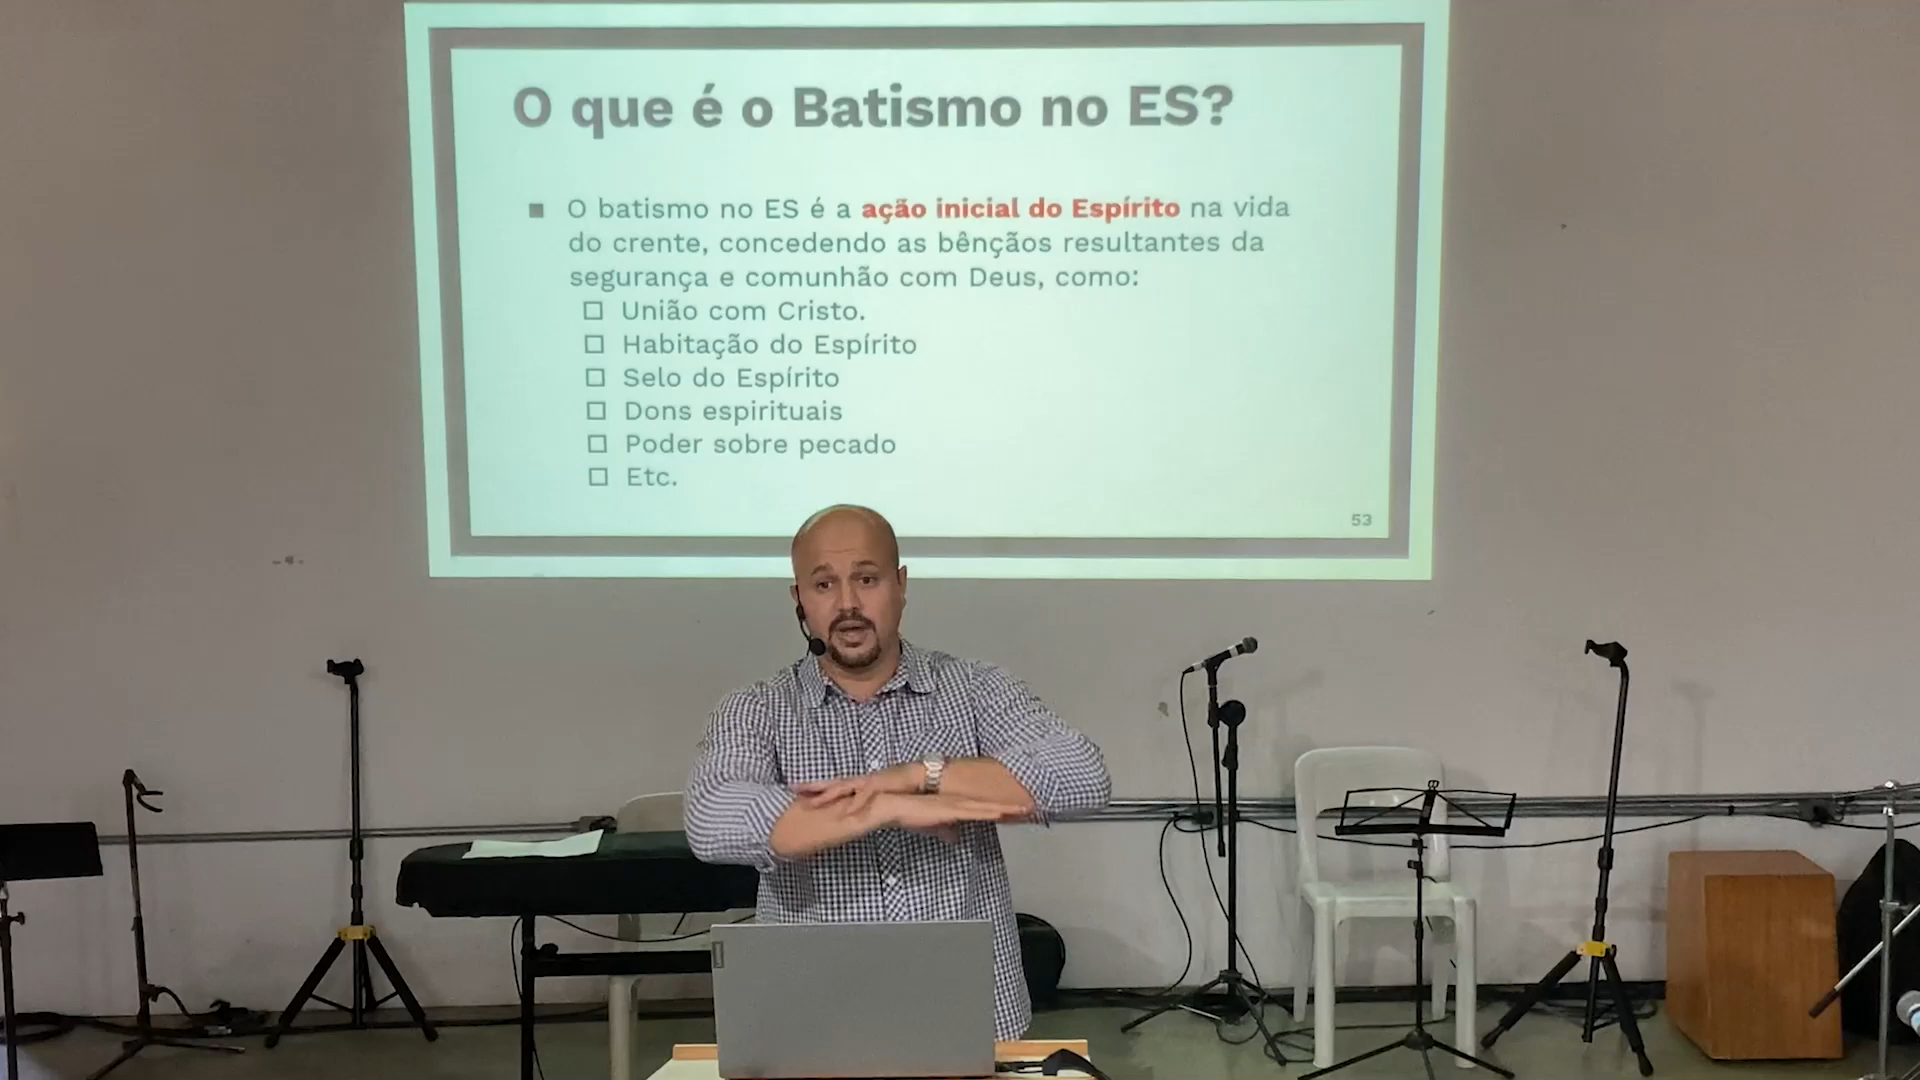 O que é o Batismo no ES?
O batismo no ES é a ação inicial do Espírito na vida
do crente, concedendo as bênçãos resultantes da
segurança e comunhão com Deus, como:
União com Cristo.
Habitação do Espírito
Selo do Espírito
Dons espirituais
Poder sobre pecado
Etc.
53